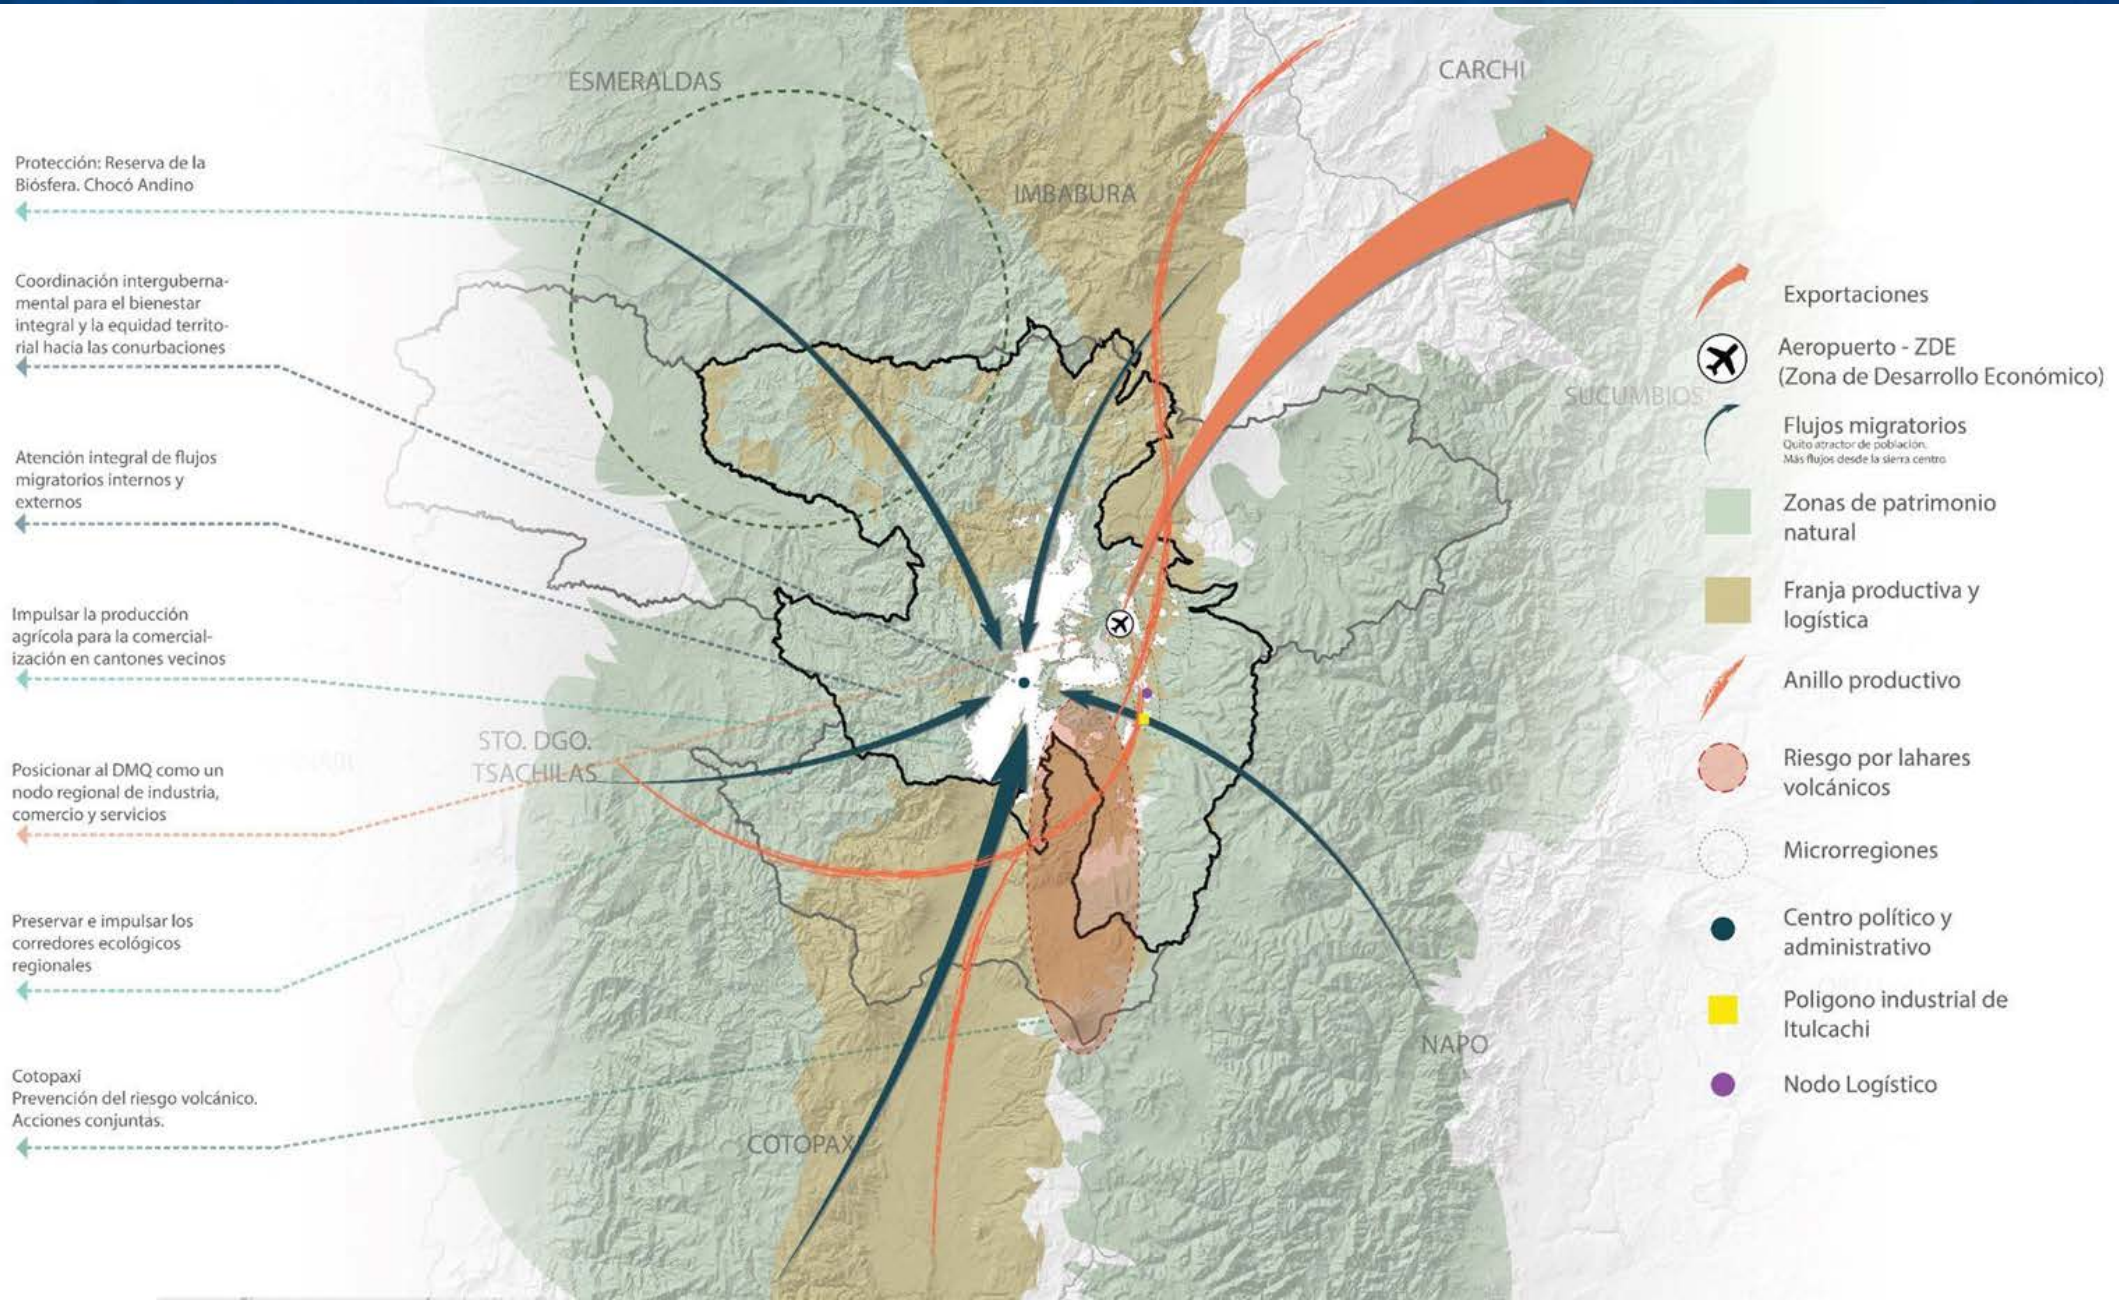 ESMERALDAS
CARCHI
IMBABURA
SUCUMBIOS
STO. DGO.
TSACHILAS
NAPO
COTOPAXI
Protección: Reserva de la
Biósfera. Chocó Andino
Coordinación interguberna-
mental para el bienestar
integral y la equidad territo-
rial hacia las conurbaciones
Atención integral de flujos
migratorios internos y
externos
Impulsar la producción
agrícola para la comercial-
ización en cantones vecinos
Posicionar al DMQ como un
nodo regional de industria,
comercio y servicios
Preservar e impulsar los
corredores ecológicos
regionales
Cotopaxi
Prevención del riesgo volcánico.
Acciones conjuntas.
Exportaciones
Aeropuerto - ZDE
(Zona de Desarrollo Económico)
Flujos migratorios
Quito atractor de población.
Más flujos desde la sierra centro
Zonas de patrimonio
natural
Franja productiva y
logística
Anillo productivo
Riesgo por lahares
volcánicos
Microrregiones
Centro político y
administrativo
Poligono industrial de
Itulcachi
Nodo Logístico